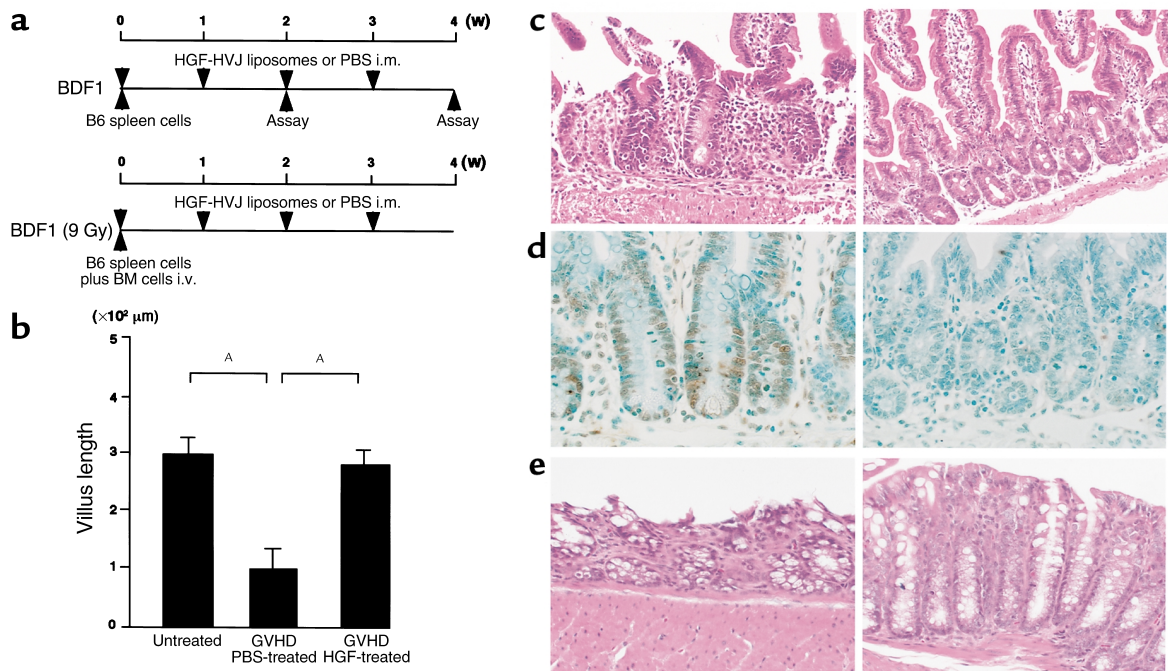 a
0 1 2 3 4 (w)
HGF-HVJ liposomes or PBS i.m.
BDF1
B6 spleen cells Assay Assay
0 1 2 3 4 (w)
HGF-HVJ liposomes or PBS i.m.
BDF1 (9 Gy)
B6 spleen cells
plus BM cells i.v.
b
(×10² μm)
5
4
3
2
1
0
Villus length
A A
Untreated GVHD GVHD
PBS-treated HGF-treated
c
d
e